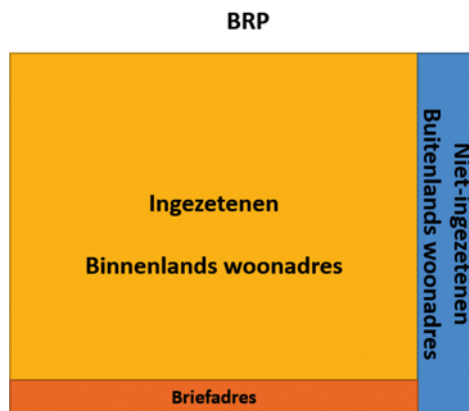 BRP
Ingezetenen
Binnenlands woonadres
Briefadres
Niet-ingezetenen
Buitenlands woonadres